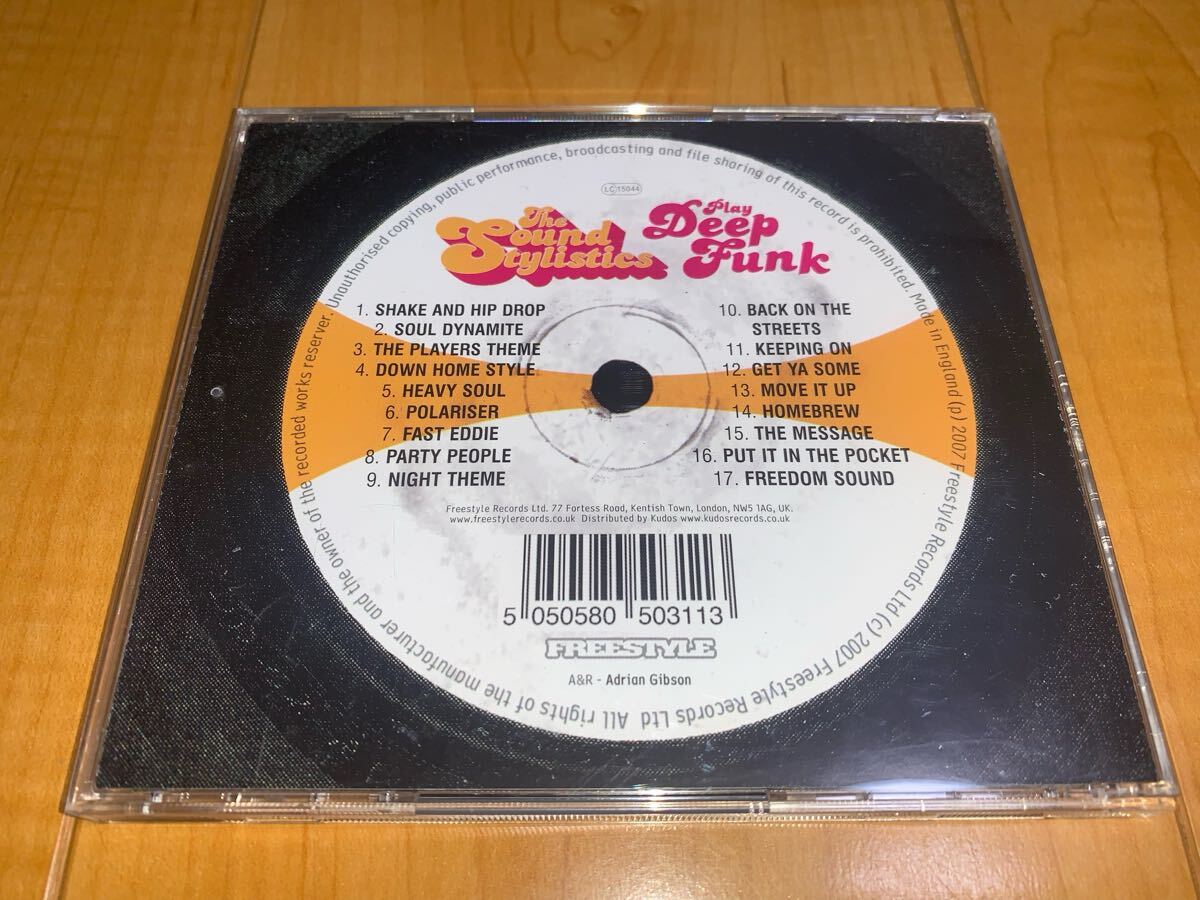 Unauthorised copying, public performance, broadcasting and file sharing of this record is prohibited. Made in England (p) 2007 Freestyle Records Ltd (c) 2007 Freestyle Records Ltd All rights of the manufacturer and the owner of the recorded works reserver.
LC 15044
The Sound Stylistics
Play Deep Funk
1. SHAKE AND HIP DROP
2. SOUL DYNAMITE
3. THE PLAYERS THEME
4. DOWN HOME STYLE
5. HEAVY SOUL
6. POLARISER
7. FAST EDDIE
8. PARTY PEOPLE
9. NIGHT THEME
10. BACK ON THE
STREETS
11. KEEPING ON
12. GET YA SOME
13. MOVE IT UP
14. HOMEBREW
15. THE MESSAGE
16. PUT IT IN THE POCKET
17. FREEDOM SOUND
Freestyle Records Ltd. 77 Fortess Road, Kentish Town, London, NW5 1AG, UK.
www.freestylerecords.co.uk Distributed by Kudos www.kudosrecords.co.uk
5 050580 503113
FREESTYLE
A&R - Adrian Gibson